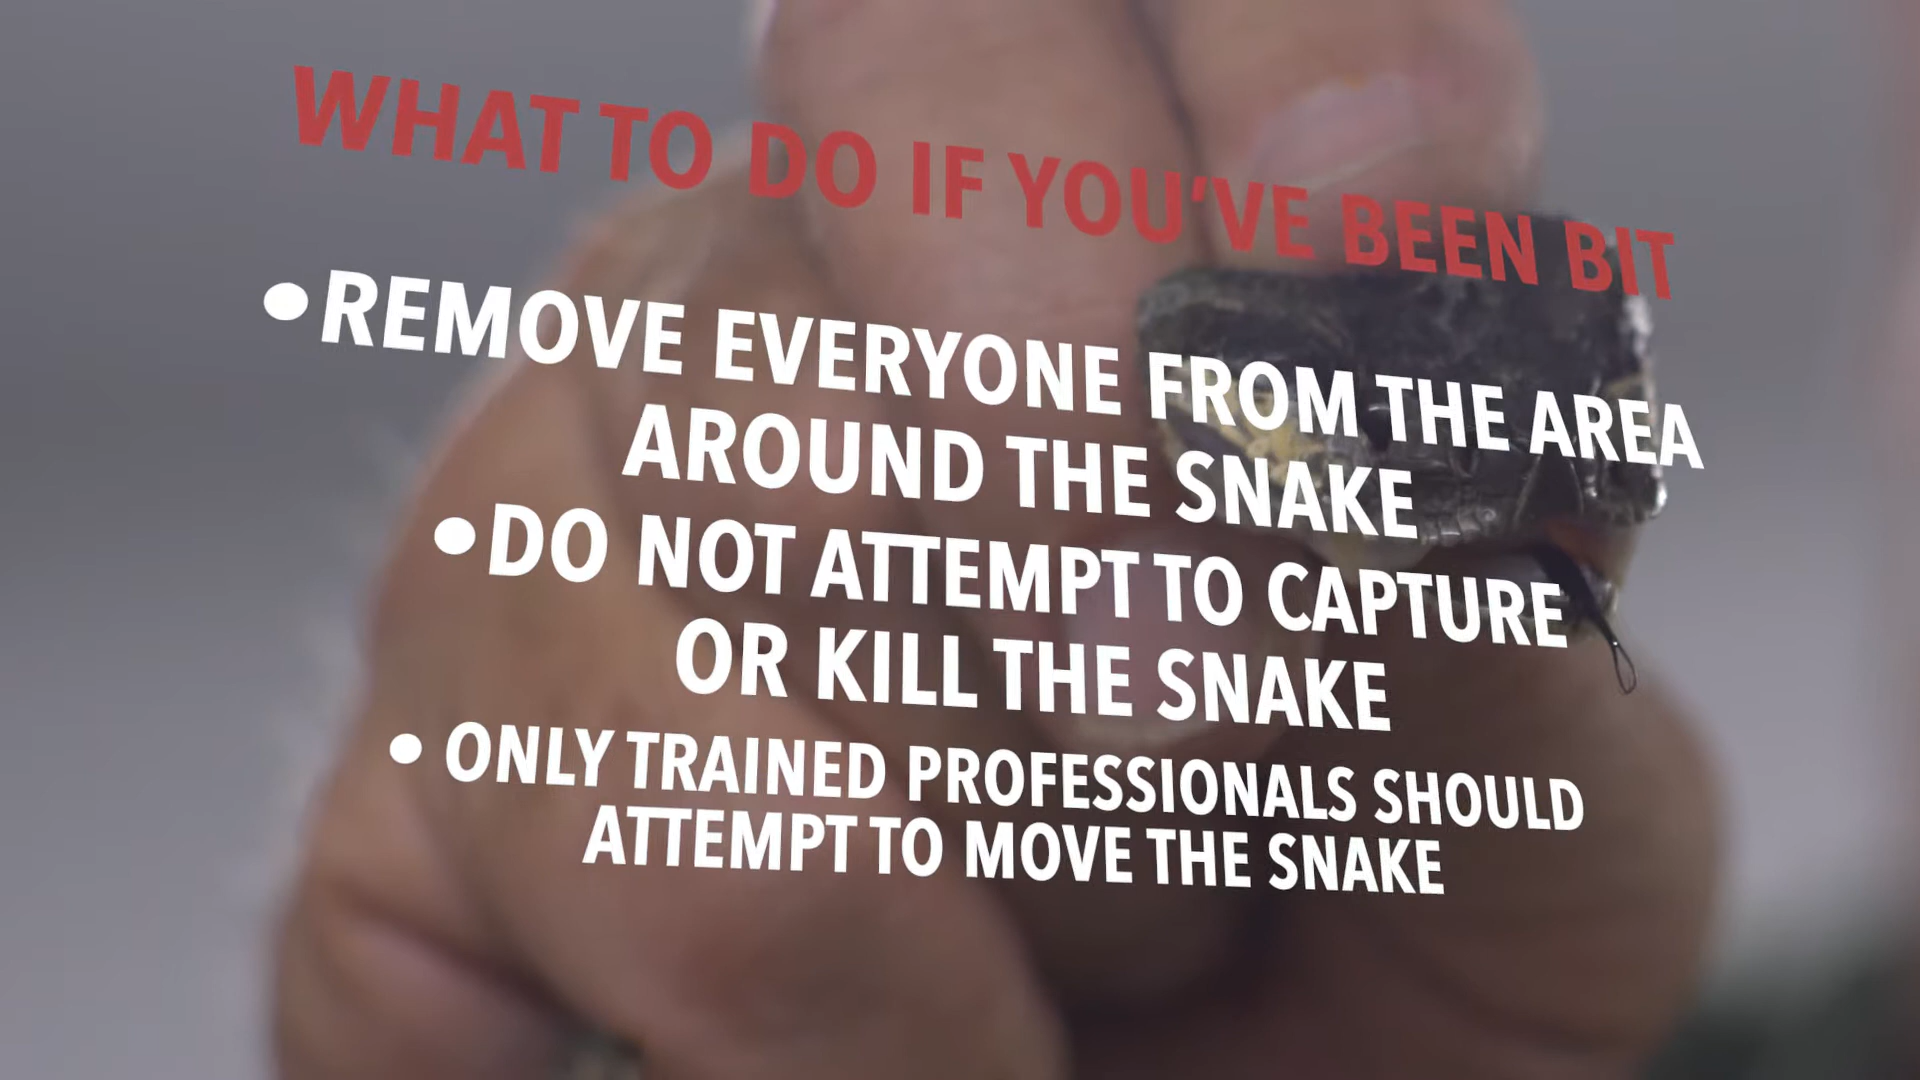 WHAT TO DO IF YOU'VE BEEN BIT
•REMOVE EVERYONE FROM THE AREA
AROUND THE SNAKE
•DO NOT ATTEMPT TO CAPTURE
OR KILL THE SNAKE
• ONLY TRAINED PROFESSIONALS SHOULD
ATTEMPT TO MOVE THE SNAKE